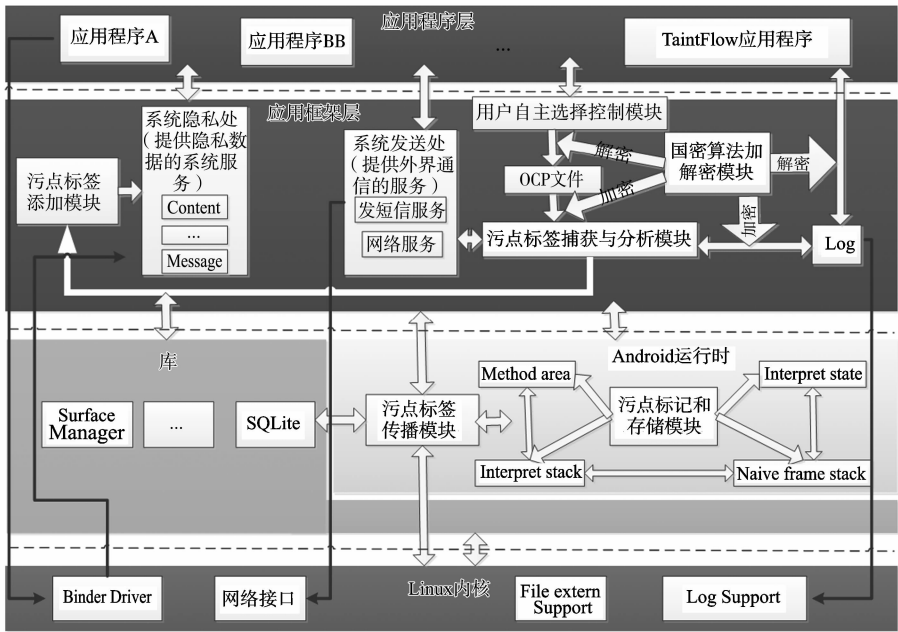 应用程序层
应用程序A
应用程序BB
...
TaintFlow应用程序
应用框架层
系统隐私处
(提供隐私数
据的系统服
务)
Content
...
Message
污点标签
添加模块
系统发送处
(提供外界通
信的服务)
发短信服务
网络服务
用户自主选择控制模块
OCP文件
解密
加密
国密算法加
解密模块
解密
加密
污点标签捕获与分析模块
Log
库
Surface
Manager
...
SQLite
污点标签
传播模块
Android运行时
Method area
Interpret state
污点标记和
存储模块
Interpret stack
Naive frame stack
Linux内核
Binder Driver
网络接口
File extern
Support
Log Support